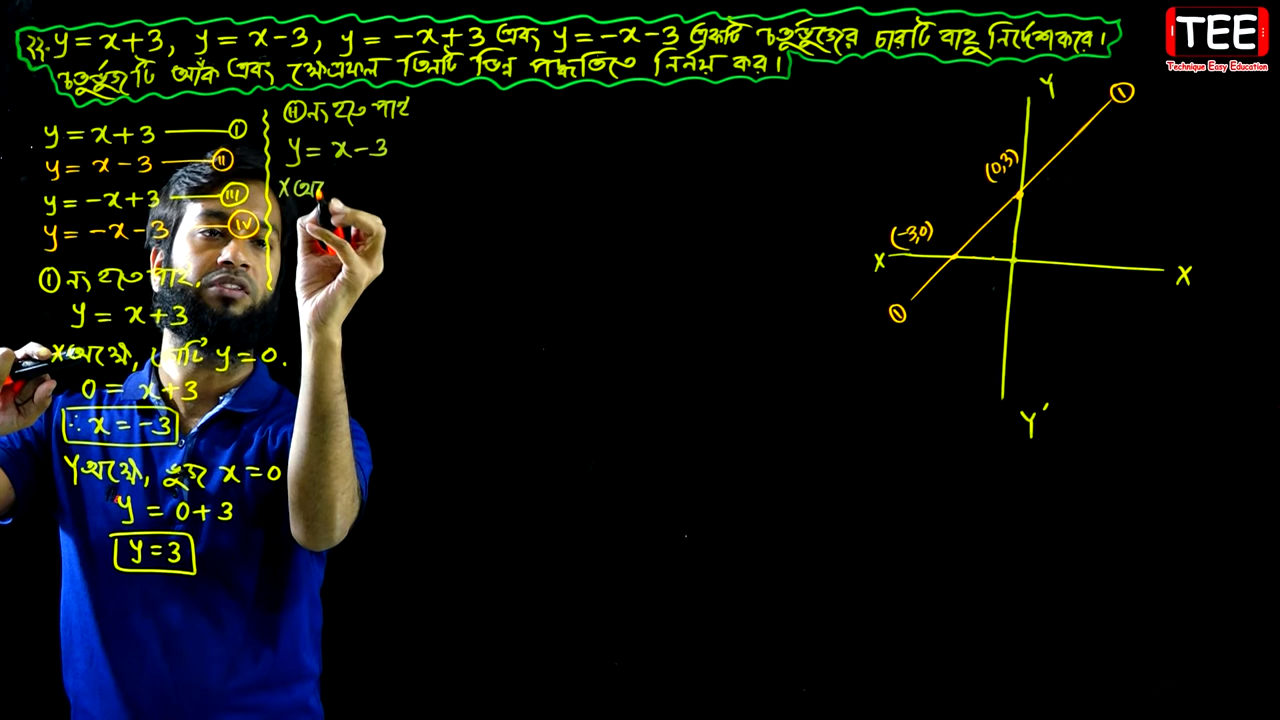 ২২. y = x+3, y = x-3, y = -x+3 এবং y = -x-3 একটি চতুর্ভুজের চারটি বাহু নির্দেশ করে।
চতুর্ভুজটি আঁক এবং ক্ষেত্রফল তিনটি ভিন্ন পদ্ধতিতে নির্ণয় কর।
TEE
Technique Easy Education
y = x+3 — I
y = x-3 — II
y = -x+3 — III
y = -x-3 — IV
I নং হতে পাই,
y = x+3
X অক্ষে, কোটি y = 0.
0 = x+3
∴ x = -3
Y অক্ষে, ভুজ x = 0
y = 0+3
y = 3
II নং হতে পাই
y = x-3
X অ
Y
I
(0,3)
(-3,0)
X
X
I
Y′